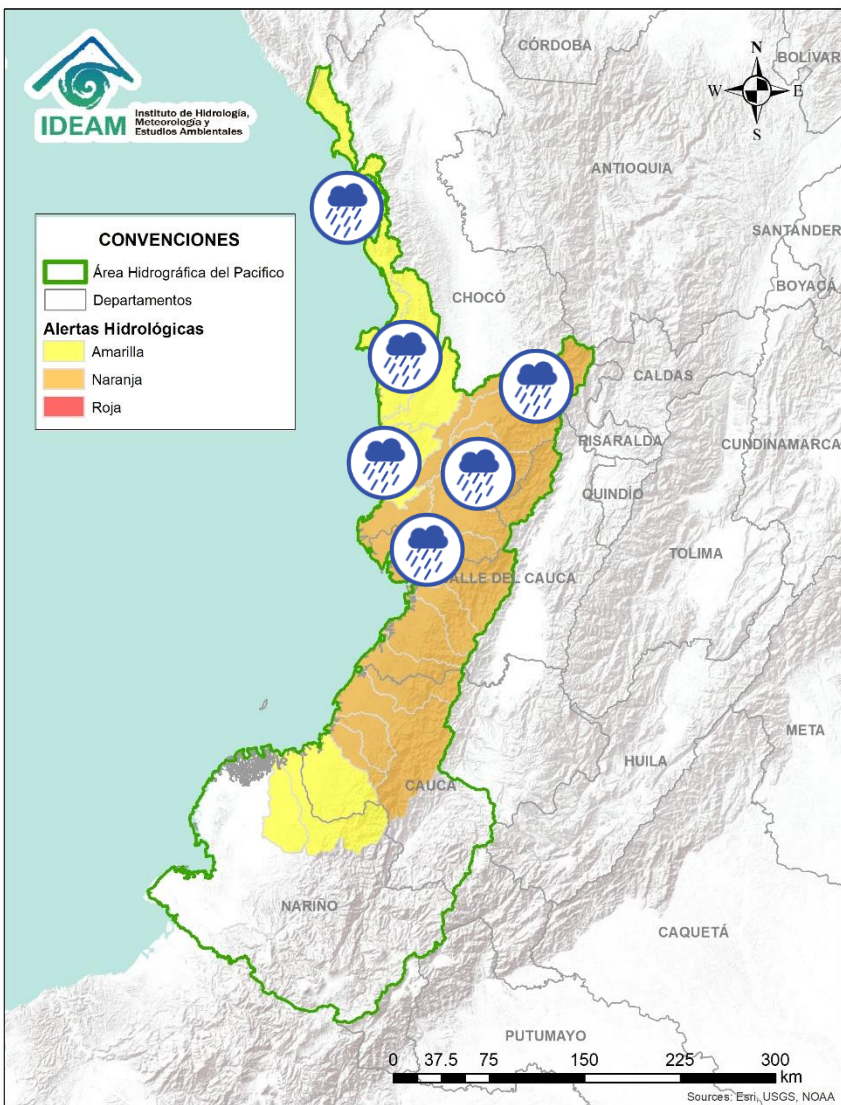 IDEAM
Instituto de Hidrología,
Meteorología y
Estudios Ambientales
CONVENCIONES
Área Hidrográfica del Pacifico
Departamentos
Alertas Hidrológicas
Amarilla
Naranja
Roja
N
W
E
S
CÓRDOBA
BOLÍVAR
ANTIOQUIA
SANTANDER
BOYACÁ
CHOCÓ
CALDAS
RISARALDA
CUNDINAMARCA
QUINDÍO
TOLIMA
ALLE DEL CAUCA
META
HUILA
CAUCA
NARIÑO
CAQUETÁ
PUTUMAYO
0 37.5 75 150 225 300
km
Sources: Esri, USGS, NOAA